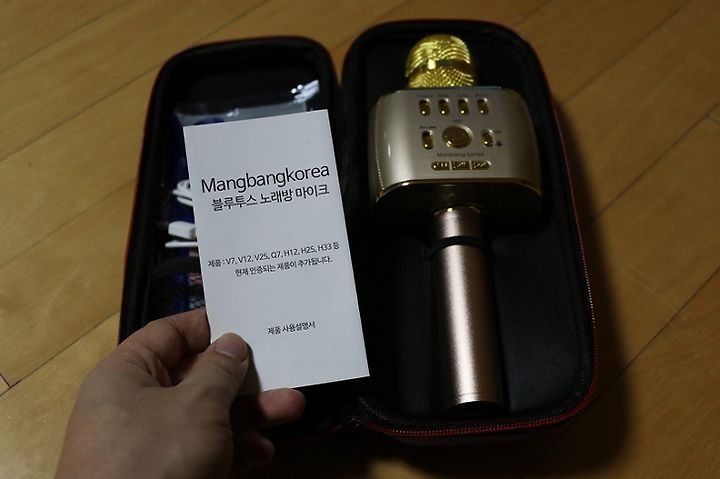 Mangbangkorea
블루투스 노래방 마이크
제품 : V7, V12, V25, Q7, H12, H25, H33 등
현재 인증되는 제품이 추가됩니다.
제품 사용설명서
Manbang korea